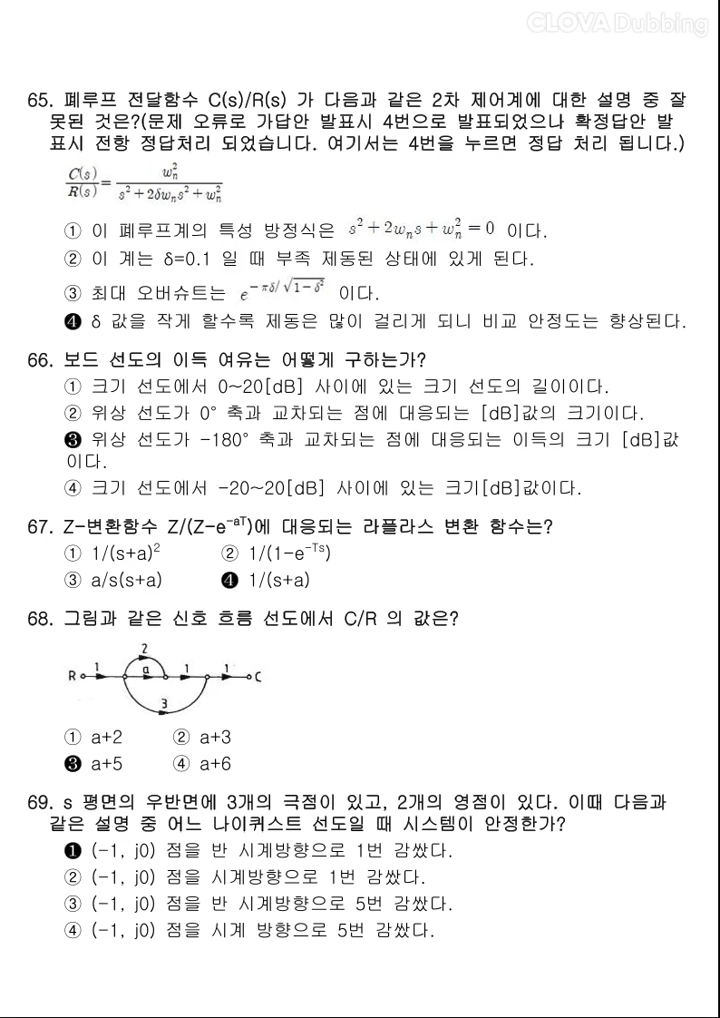 CLOVA Dubbing
65. 폐루프 전달함수 C(s)/R(s) 가 다음과 같은 2차 제어계에 대한 설명 중 잘
못된 것은?(문제 오류로 가답안 발표시 4번으로 발표되었으나 확정답안 발
표시 전항 정답처리 되었습니다. 여기서는 4번을 누르면 정답 처리 됩니다.)
C(s)/R(s) = w_n^2/(s^2+2δw_ns^2+w_n^2)
① 이 폐루프계의 특성 방정식은 s^2+2w_ns+w_n^2=0 이다.
② 이 계는 δ=0.1 일 때 부족 제동된 상태에 있게 된다.
③ 최대 오버슈트는 e^{-πδ/√(1-δ^2)} 이다.
❹ δ 값을 작게 할수록 제동은 많이 걸리게 되니 비교 안정도는 향상된다.
66. 보드 선도의 이득 여유는 어떻게 구하는가?
① 크기 선도에서 0~20[dB] 사이에 있는 크기 선도의 길이이다.
② 위상 선도가 0° 축과 교차되는 점에 대응되는 [dB]값의 크기이다.
❸ 위상 선도가 -180° 축과 교차되는 점에 대응되는 이득의 크기 [dB]값
이다.
④ 크기 선도에서 -20~20[dB] 사이에 있는 크기[dB]값이다.
67. Z-변환함수 Z/(Z-e^{-aT})에 대응되는 라플라스 변환 함수는?
① 1/(s+a)^2 ② 1/(1-e^{-Ts})
③ a/s(s+a) ❹ 1/(s+a)
68. 그림과 같은 신호 흐름 선도에서 C/R 의 값은?
2
R 1 a 1 1 C
3
① a+2 ② a+3
❸ a+5 ④ a+6
69. s 평면의 우반면에 3개의 극점이 있고, 2개의 영점이 있다. 이때 다음과
같은 설명 중 어느 나이퀴스트 선도일 때 시스템이 안정한가?
❶ (-1, j0) 점을 반 시계방향으로 1번 감쌌다.
② (-1, j0) 점을 시계방향으로 1번 감쌌다.
③ (-1, j0) 점을 반 시계방향으로 5번 감쌌다.
④ (-1, j0) 점을 시계 방향으로 5번 감쌌다.